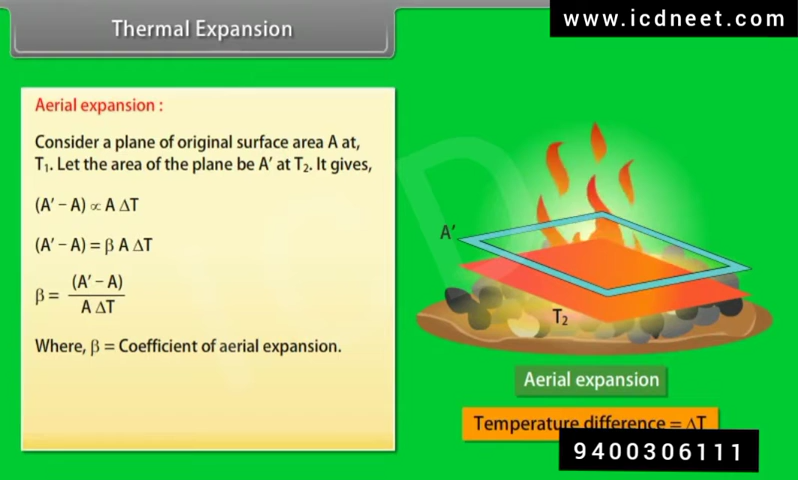 www.icdneet.com
Thermal Expansion
Aerial expansion :
Consider a plane of original surface area A at,
T₁. Let the area of the plane be A′ at T₂. It gives,
(A′ – A) ∝ A ΔT
(A′ – A) = β A ΔT
β = (A′ – A) / A ΔT
Where, β = Coefficient of aerial expansion.
A′
T₂
Aerial expansion
Temperature difference = ΔT
9400306111